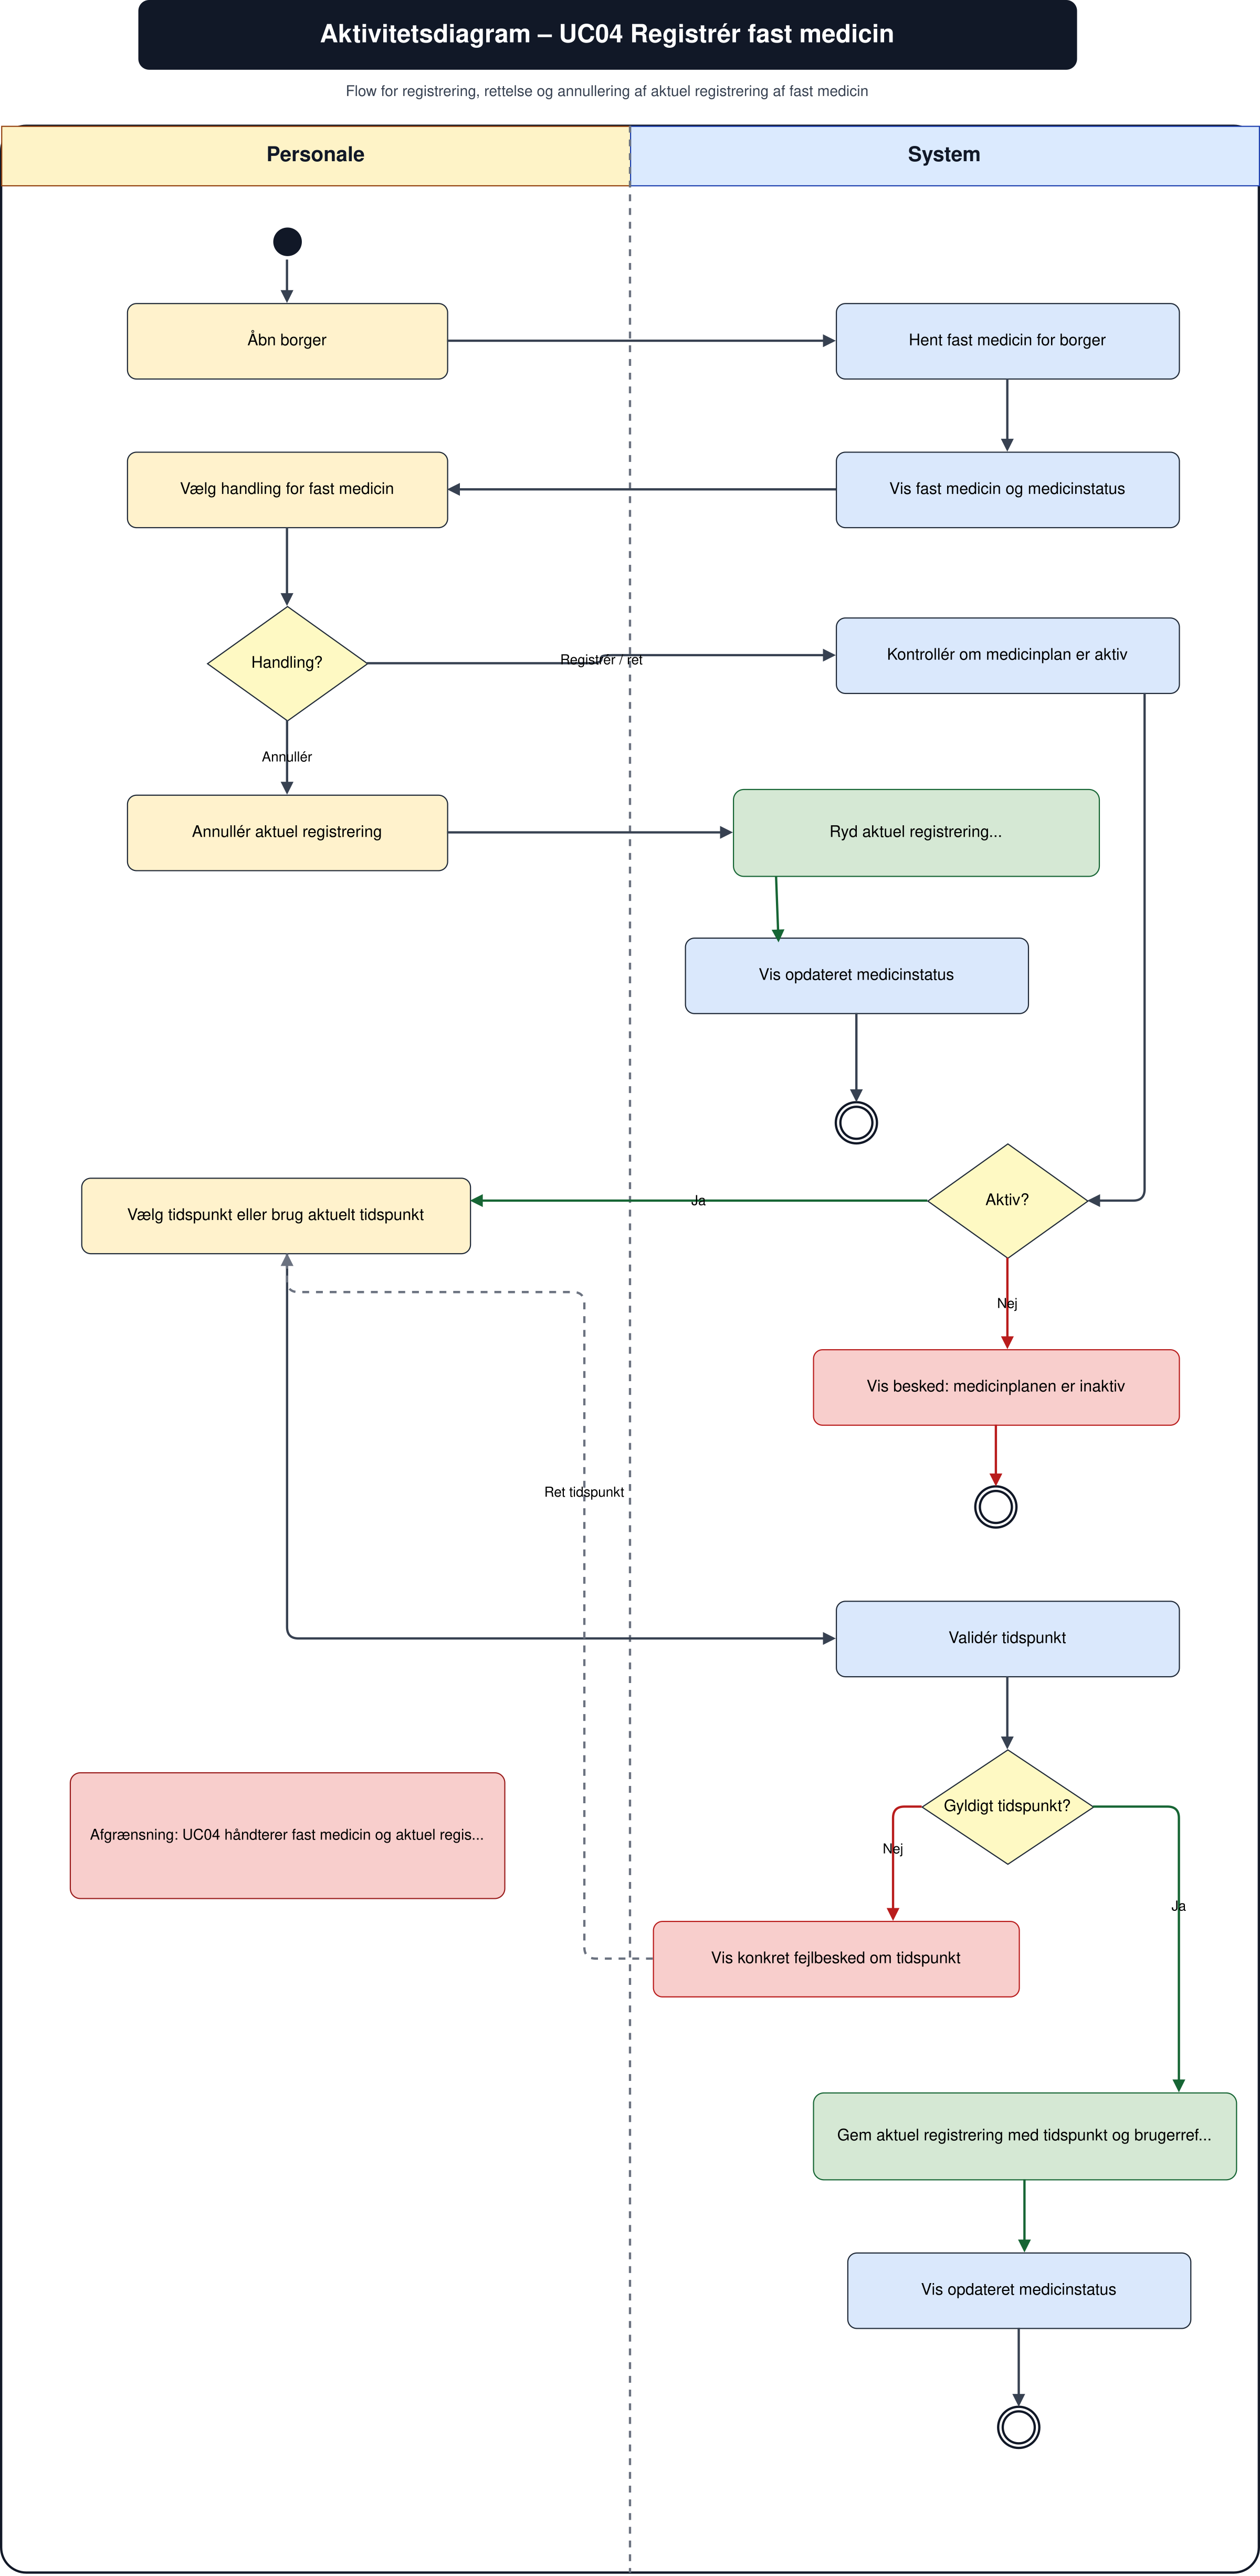 Aktivitetsdiagram – UC04 Registrér fast medicin
Flow for registrering, rettelse og annullering af aktuel registrering af fast medicin
Personale
System
Åbn borger
Hent fast medicin for borger
Vælg handling for fast medicin
Vis fast medicin og medicinstatus
Handling?
Registrér / ret
Kontrollér om medicinplan er aktiv
Annullér
Annullér aktuel registrering
Ryd aktuel registrering...
Vis opdateret medicinstatus
Vælg tidspunkt eller brug aktuelt tidspunkt
Ja
Aktiv?
Nej
Vis besked: medicinplanen er inaktiv
Ret tidspunkt
Validér tidspunkt
Gyldigt tidspunkt?
Afgrænsning: UC04 håndterer fast medicin og aktuel regis...
Nej
Ja
Vis konkret fejlbesked om tidspunkt
Gem aktuel registrering med tidspunkt og brugerref...
Vis opdateret medicinstatus